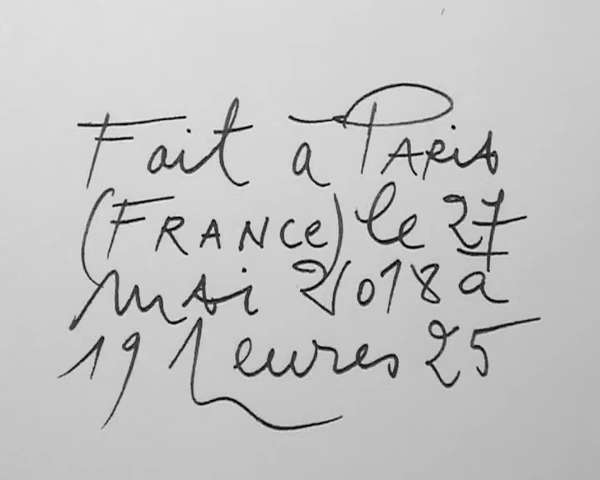 Fait à Paris
(France) le 27
mai 2018 à
19 heures 25